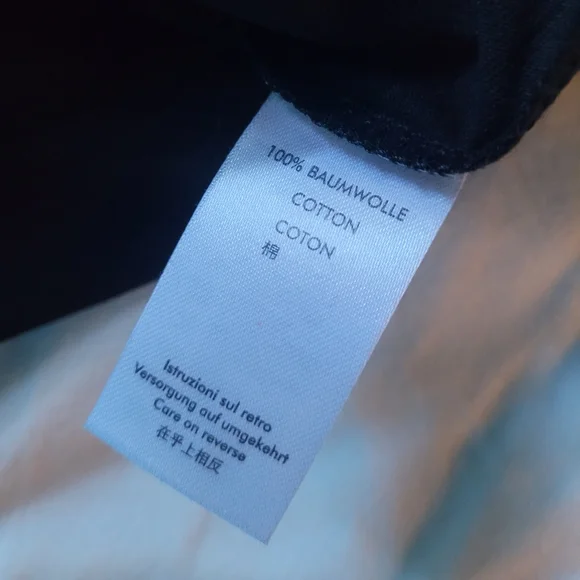 100% BAUMWOLLE
COTTON
COTON
棉
Istruzioni sul retro
Versorgung auf umgekehrt
Care on reverse
在乎上相反